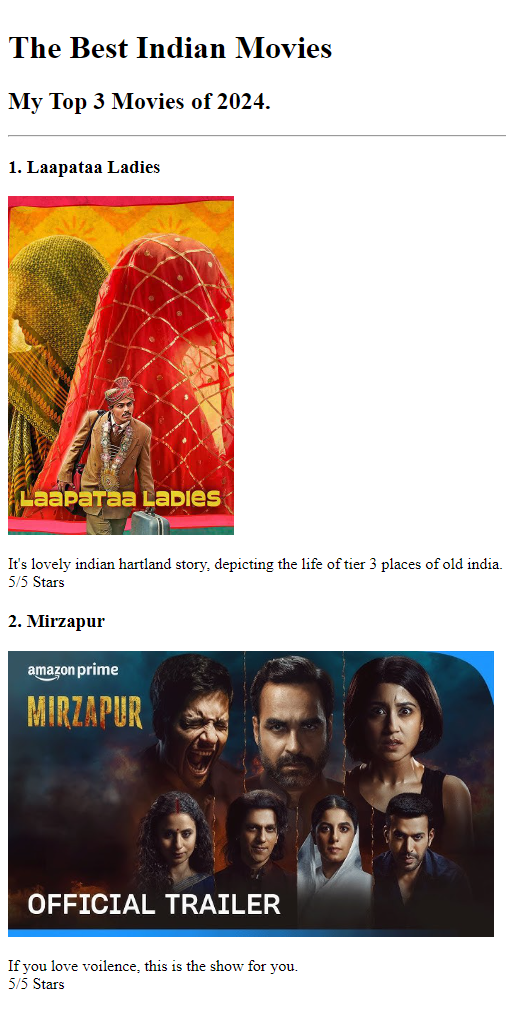 The Best Indian Movies
My Top 3 Movies of 2024.
1. Laapataa Ladies
LaapaTaa LaDIes
It's lovely indian hartland story, depicting the life of tier 3 places of old india.
5/5 Stars
2. Mirzapur
amazon prime
MIRZAPUR
OFFICIAL TRAILER
If you love voilence, this is the show for you.
5/5 Stars